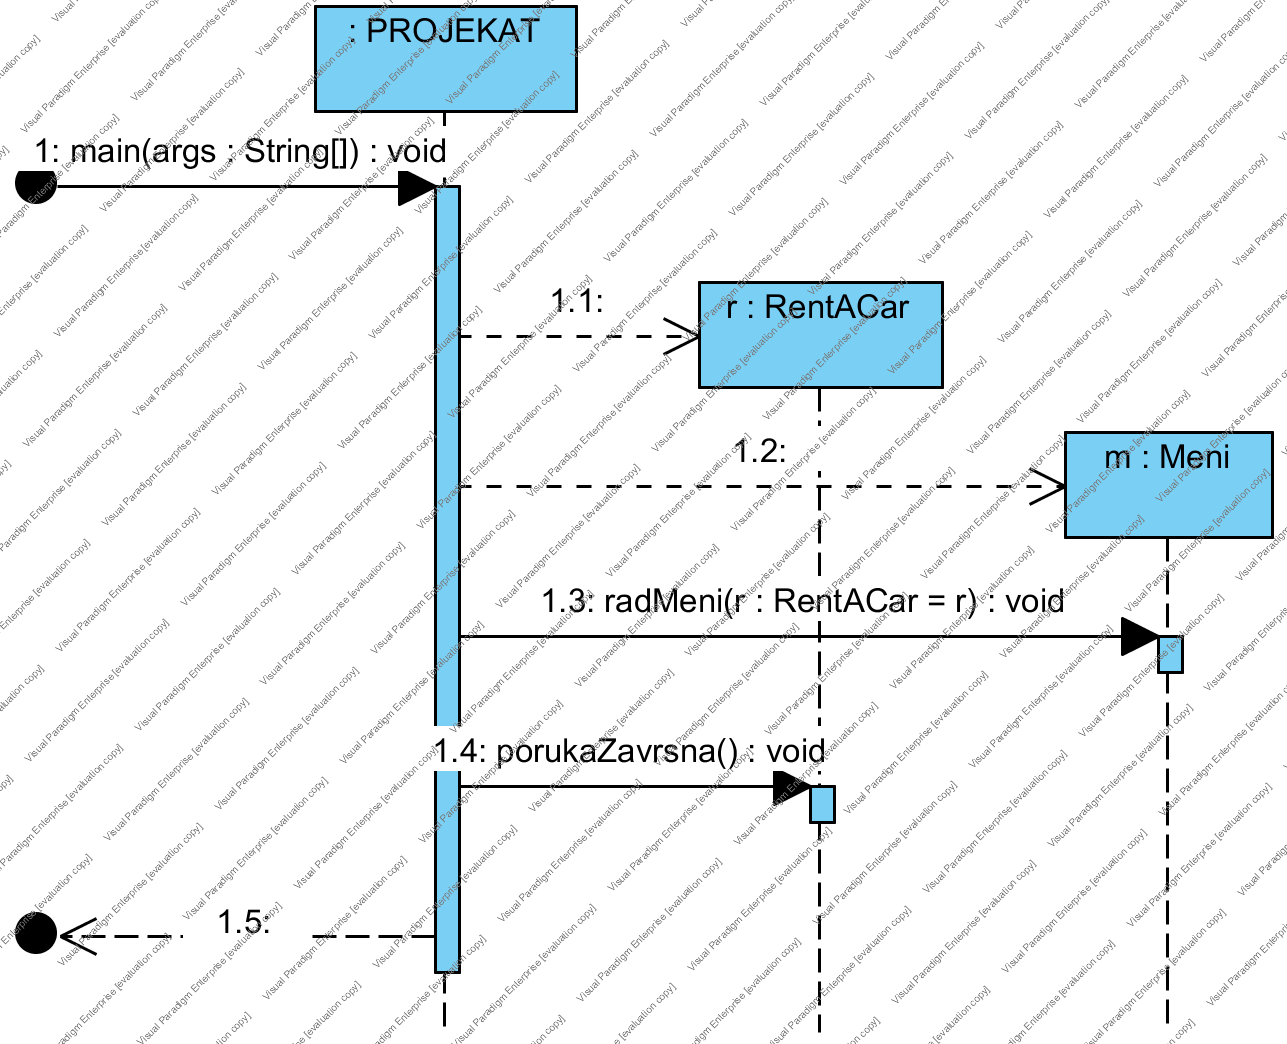 : PROJEKAT
1: main(args : String[]) : void
1.1:
r : RentACar
1.2:
m : Meni
1.3: radMeni(r : RentACar = r) : void
1.4: porukaZavrsna() : void
1.5:
Visual Paradigm Enterprise [evaluation copy]